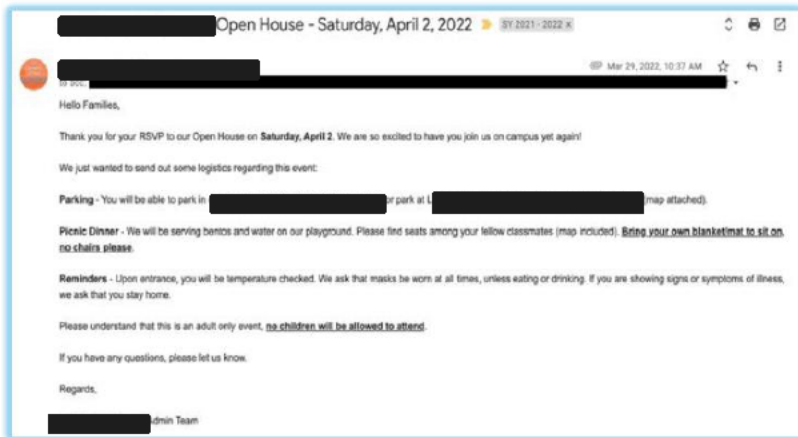 Open House - Saturday, April 2, 2022 SY 2021-2022 x
Mar 29, 2022, 10:37 AM
to bcc:
Hello Families,
Thank you for your RSVP to our Open House on Saturday, April 2. We are so excited to have you join us on campus yet again!
We just wanted to send out some logistics regarding this event:
Parking - You will be able to park in or park at L (map attached).
Picnic Dinner - We will be serving bentos and water on our playground. Please find seats among your fellow classmates (map included). Bring your own blanket/mat to sit on,
no chairs please.
Reminders - Upon entrance, you will be temperature checked. We ask that masks be worn at all times, unless eating or drinking. If you are showing signs or symptoms of illness,
we ask that you stay home.
Please understand that this is an adult only event, no children will be allowed to attend.
If you have any questions, please let us know.
Regards,
Admin Team